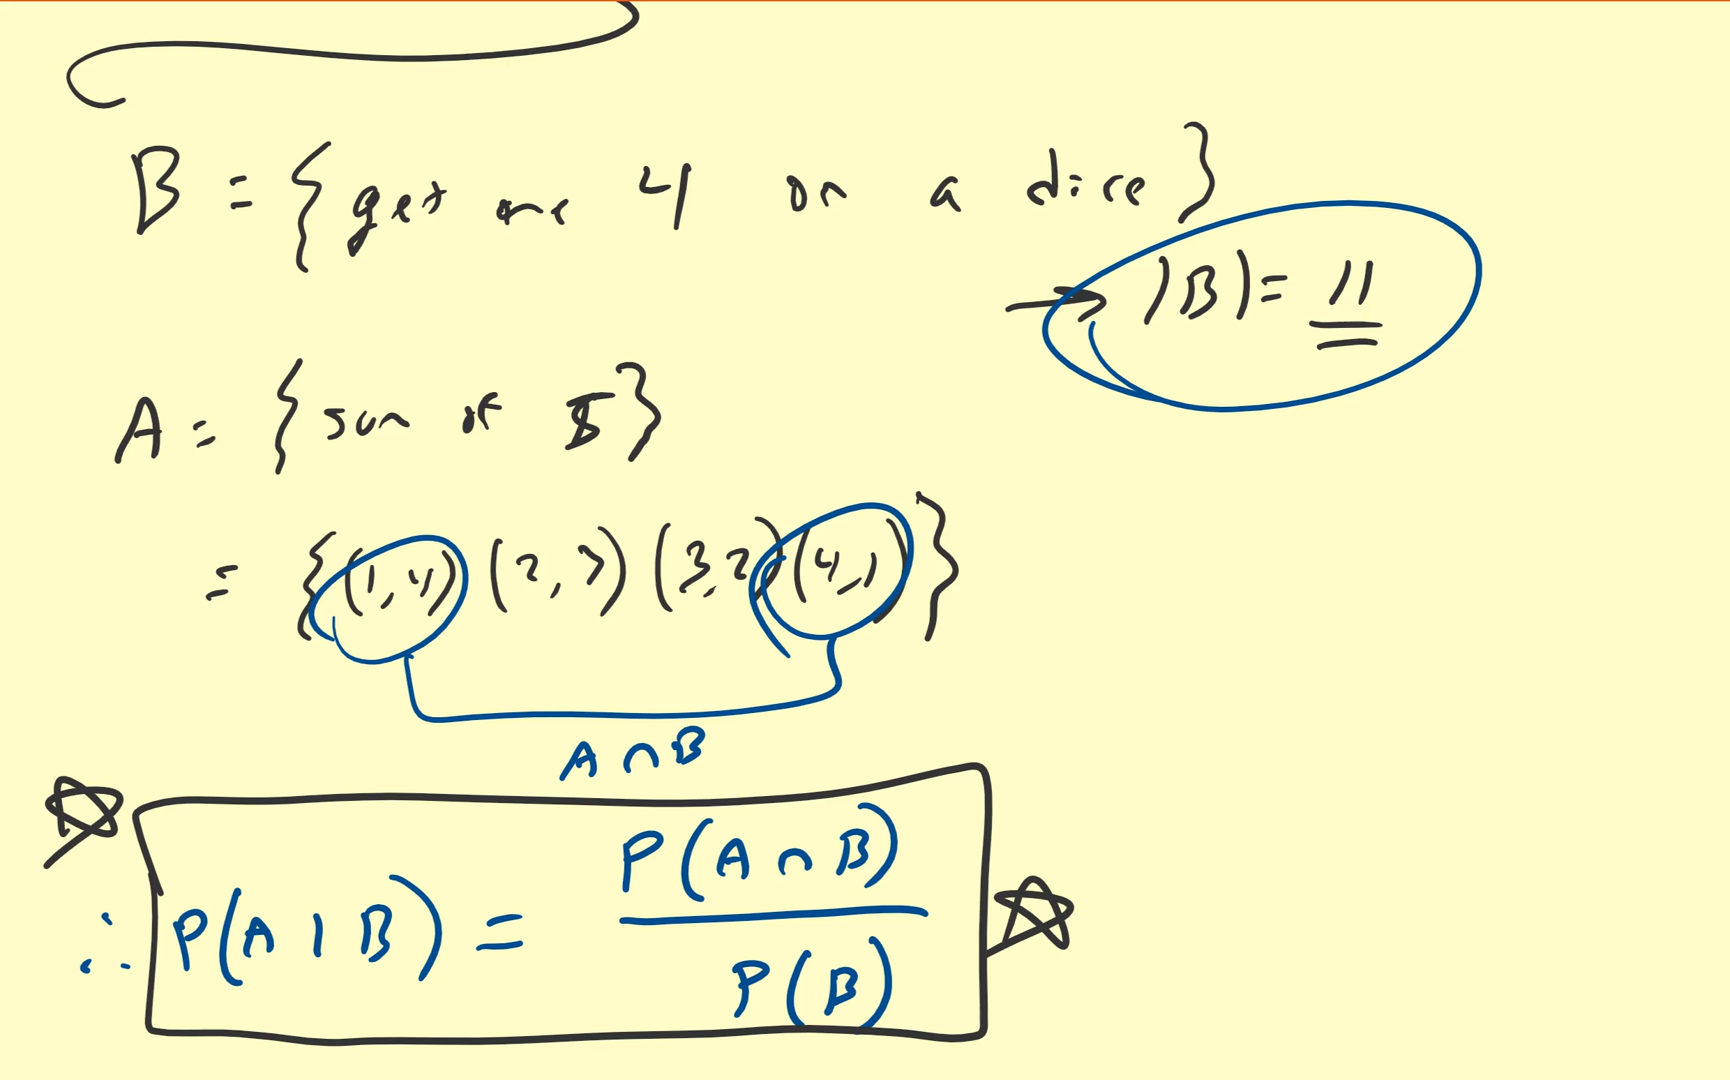 B = { get one 4 on a dice }
→ |B| = 11
A = { sum of 5 }
= { (1, 4) (2, 3) (3, 2) (4, 1) }
A ∩ B
∴ P(A | B) = P(A ∩ B)
P(B)